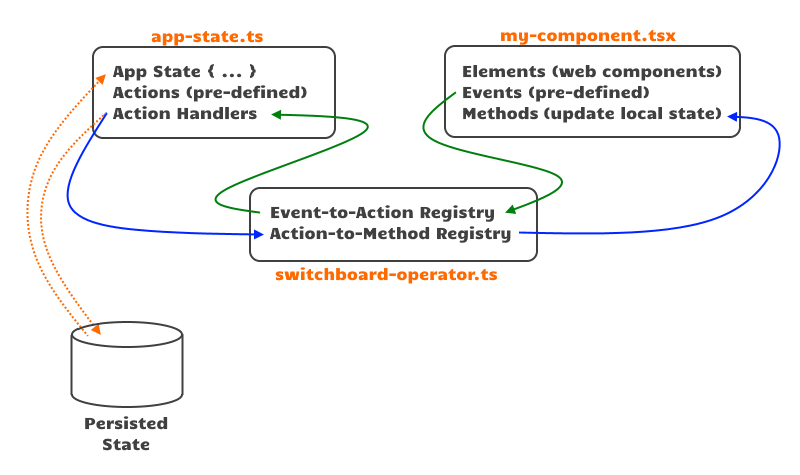 app-state.ts
App State { ... }
Actions (pre-defined)
Action Handlers
my-component.tsx
Elements (web components)
Events (pre-defined)
Methods (update local state)
Event-to-Action Registry
Action-to-Method Registry
switchboard-operator.ts
Persisted
State